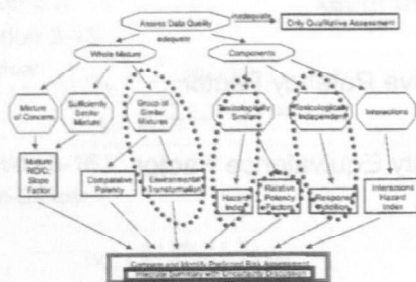 Assess Data Quality
inadequate
Only Qualitative Assessment
adequate
Whole Mixture
Components
Mixture
of Concern
Sufficiently
Similar
Mixture
Group of
Similar
Mixtures
Toxicologically
Similar
Toxicologically
Independent
Interactions
Mixture
RfD/C;
Slope
Factor
Comparative
Potency
Environmental
Transformation
Hazard
Index
Relative
Potency
Factors
Response
Addition
Interactions
Hazard
Index
Compare and Identify Preferred Risk Assessment
Integrate Summary with Uncertainty Discussion